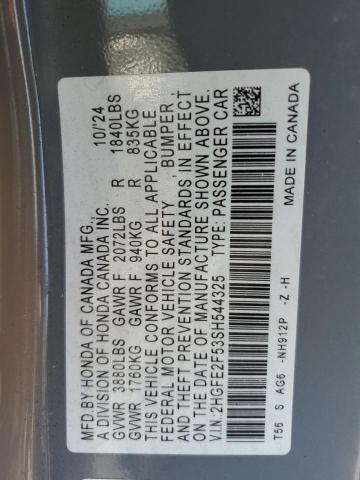 MFD.BY HONDA OF CANADA MFG., 10/'24
A DIVISION OF HONDA CANADA INC.
GVWR 3880LBS GAWR F 2072LBS R 1840LBS
GVWR 1760KG GAWR F 940KG R 835KG
THIS VEHICLE CONFORMS TO ALL APPLICABLE
FEDERAL MOTOR VEHICLE SAFETY , BUMPER ,
AND THEFT PREVENTION STANDARDS IN EFFECT
ON THE DATE OF MANUFACTURE SHOWN ABOVE.
V.I.N:2HGFE2F53SH544325 TYPE: PASSENGER CAR
T56 S AG6 -NH912P -Z -H MADE IN CANADA